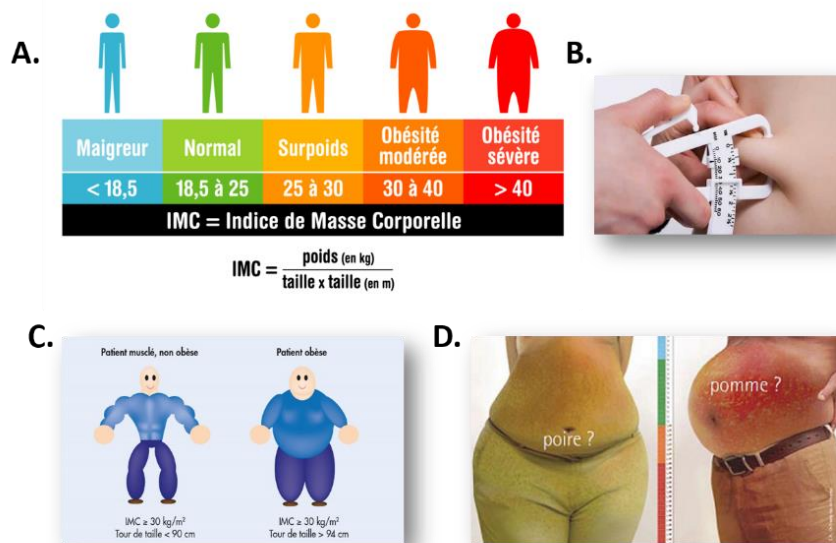 A.
Maigreur Normal Surpoids Obésité modérée Obésité sévère
< 18,5 18,5 à 25 25 à 30 30 à 40 > 40
IMC = Indice de Masse Corporelle
IMC = poids (en kg)
taille x taille (en m)
B.
C.
Patient musclé, non obèse Patient obèse
IMC ≥ 30 kg/m² IMC ≥ 30 kg/m²
Tour de taille < 90 cm Tour de taille > 94 cm
D.
poire ?
pomme ?